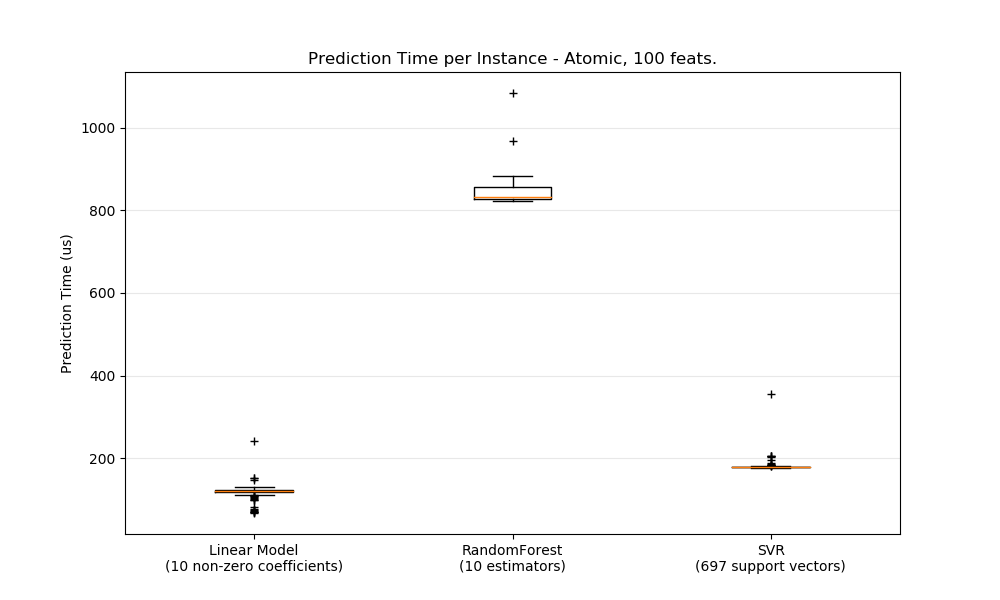 Prediction Time per Instance - Atomic, 100 feats.
Prediction Time (us)
1000
800
600
400
200
Linear Model
(10 non-zero coefficients)
RandomForest
(10 estimators)
SVR
(697 support vectors)